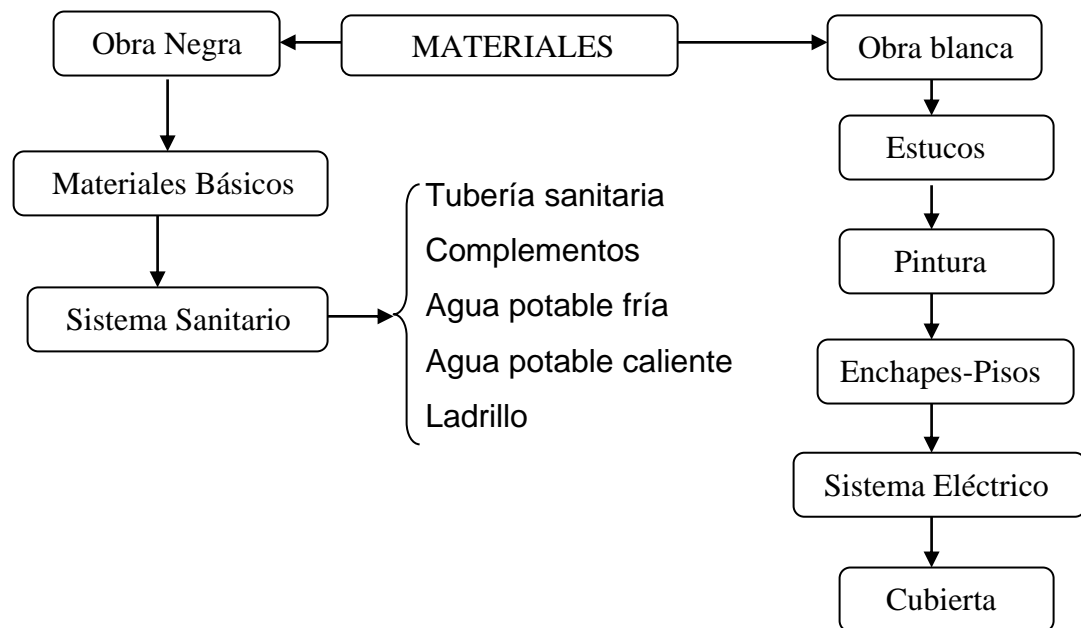 Obra Negra
MATERIALES
Obra blanca
Estucos
Materiales Básicos
Tubería sanitaria
Complementos
Pintura
Sistema Sanitario
Agua potable fría
Agua potable caliente
Enchapes-Pisos
Ladrillo
Sistema Eléctrico
Cubierta